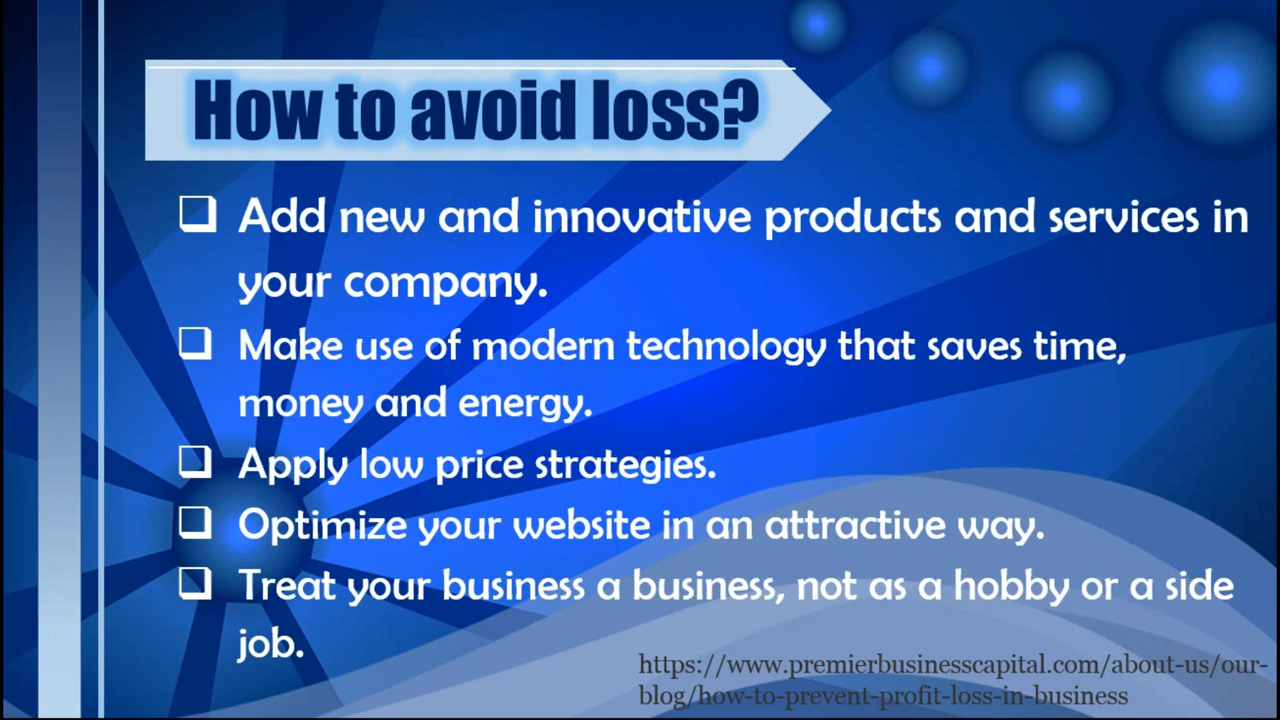 How to avoid loss?
Add new and innovative products and services in
your company.
Make use of modern technology that saves time,
money and energy.
Apply low price strategies.
Optimize your website in an attractive way.
Treat your business a business, not as a hobby or a side
job.
https://www.premierbusinesscapital.com/about-us/our-
blog/how-to-prevent-profit-loss-in-business